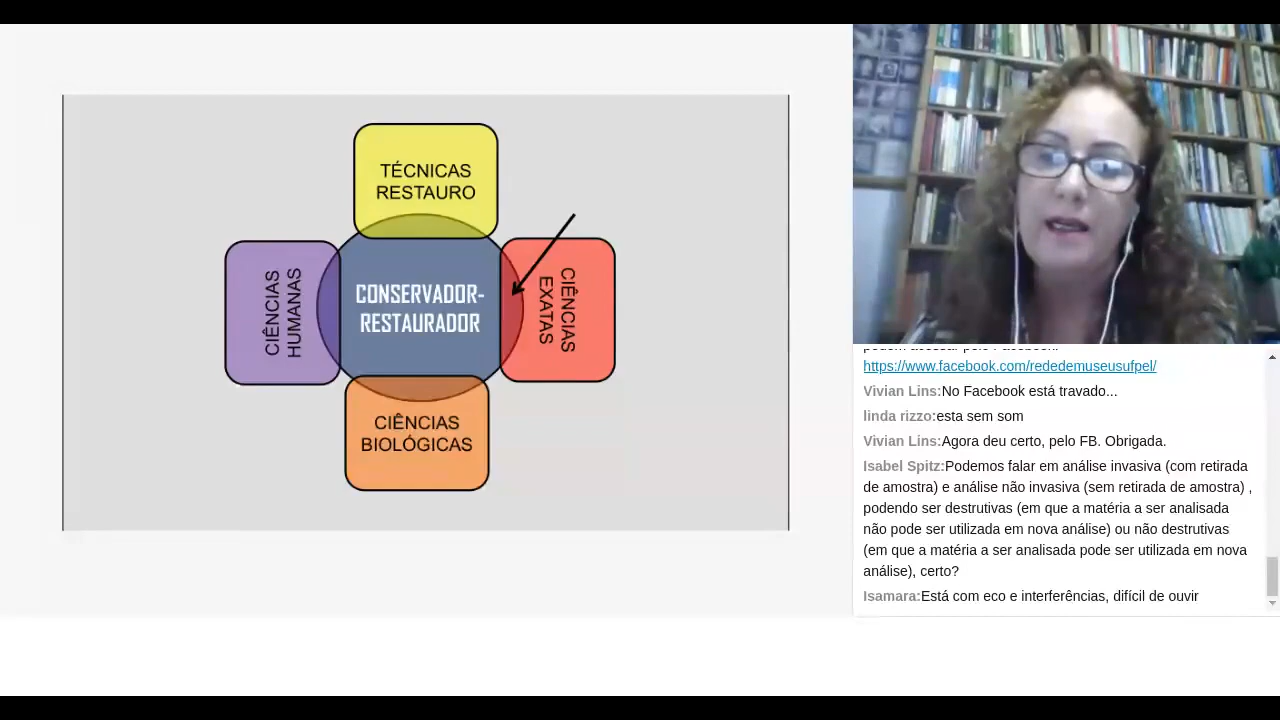 TÉCNICAS
RESTAURO
CIÊNCIAS
HUMANAS
CONSERVADOR-
RESTAURADOR
CIÊNCIAS
EXATAS
CIÊNCIAS
BIOLÓGICAS
https://www.facebook.com/rededemuseusufpel/
Vivian Lins:No Facebook está travado...
linda rizzo:esta sem som
Vivian Lins:Agora deu certo, pelo FB. Obrigada.
Isabel Spitz:Podemos falar em análise invasiva (com retirada
de amostra) e análise não invasiva (sem retirada de amostra) ,
podendo ser destrutivas (em que a matéria a ser analisada
não pode ser utilizada em nova análise) ou não destrutivas
(em que a matéria a ser analisada pode ser utilizada em nova
análise), certo?
Isamara:Está com eco e interferências, difícil de ouvir